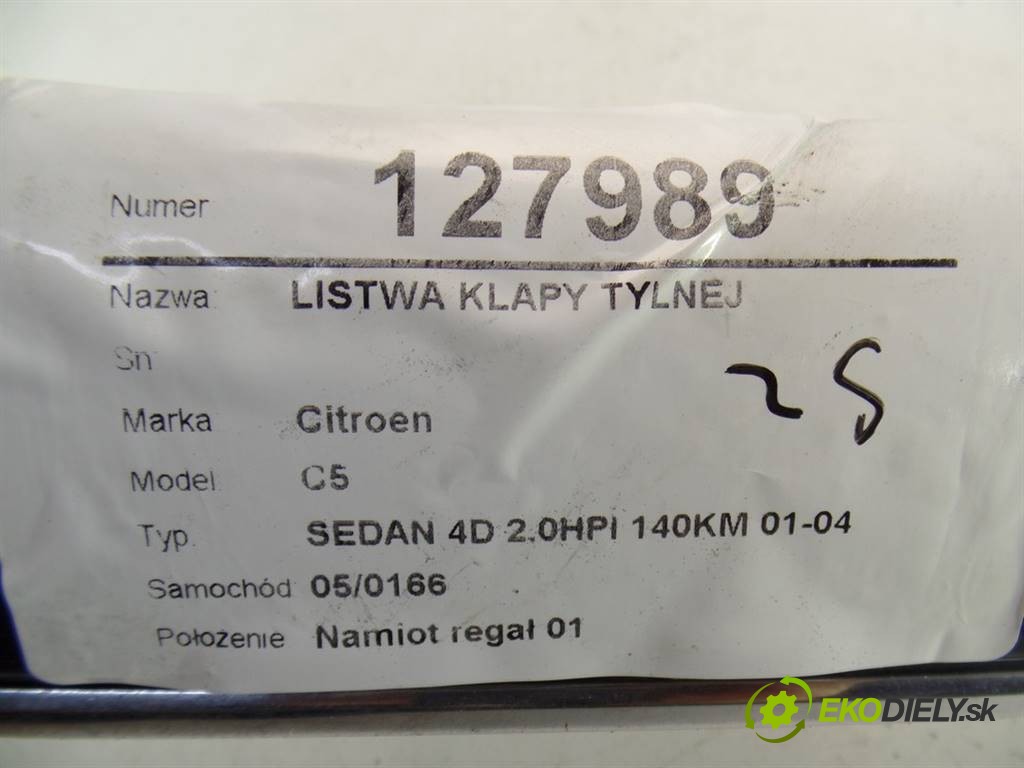 Numer 127989
Nazwa: LISTWA KLAPY TYLNEJ
Sn
25
Marka Citroen
Model: C5
Typ. SEDAN 4D 2.0HPI 140KM 01-04
Samochód 05/0166
Położenie Namiot regał 01
EKODIELY.sk